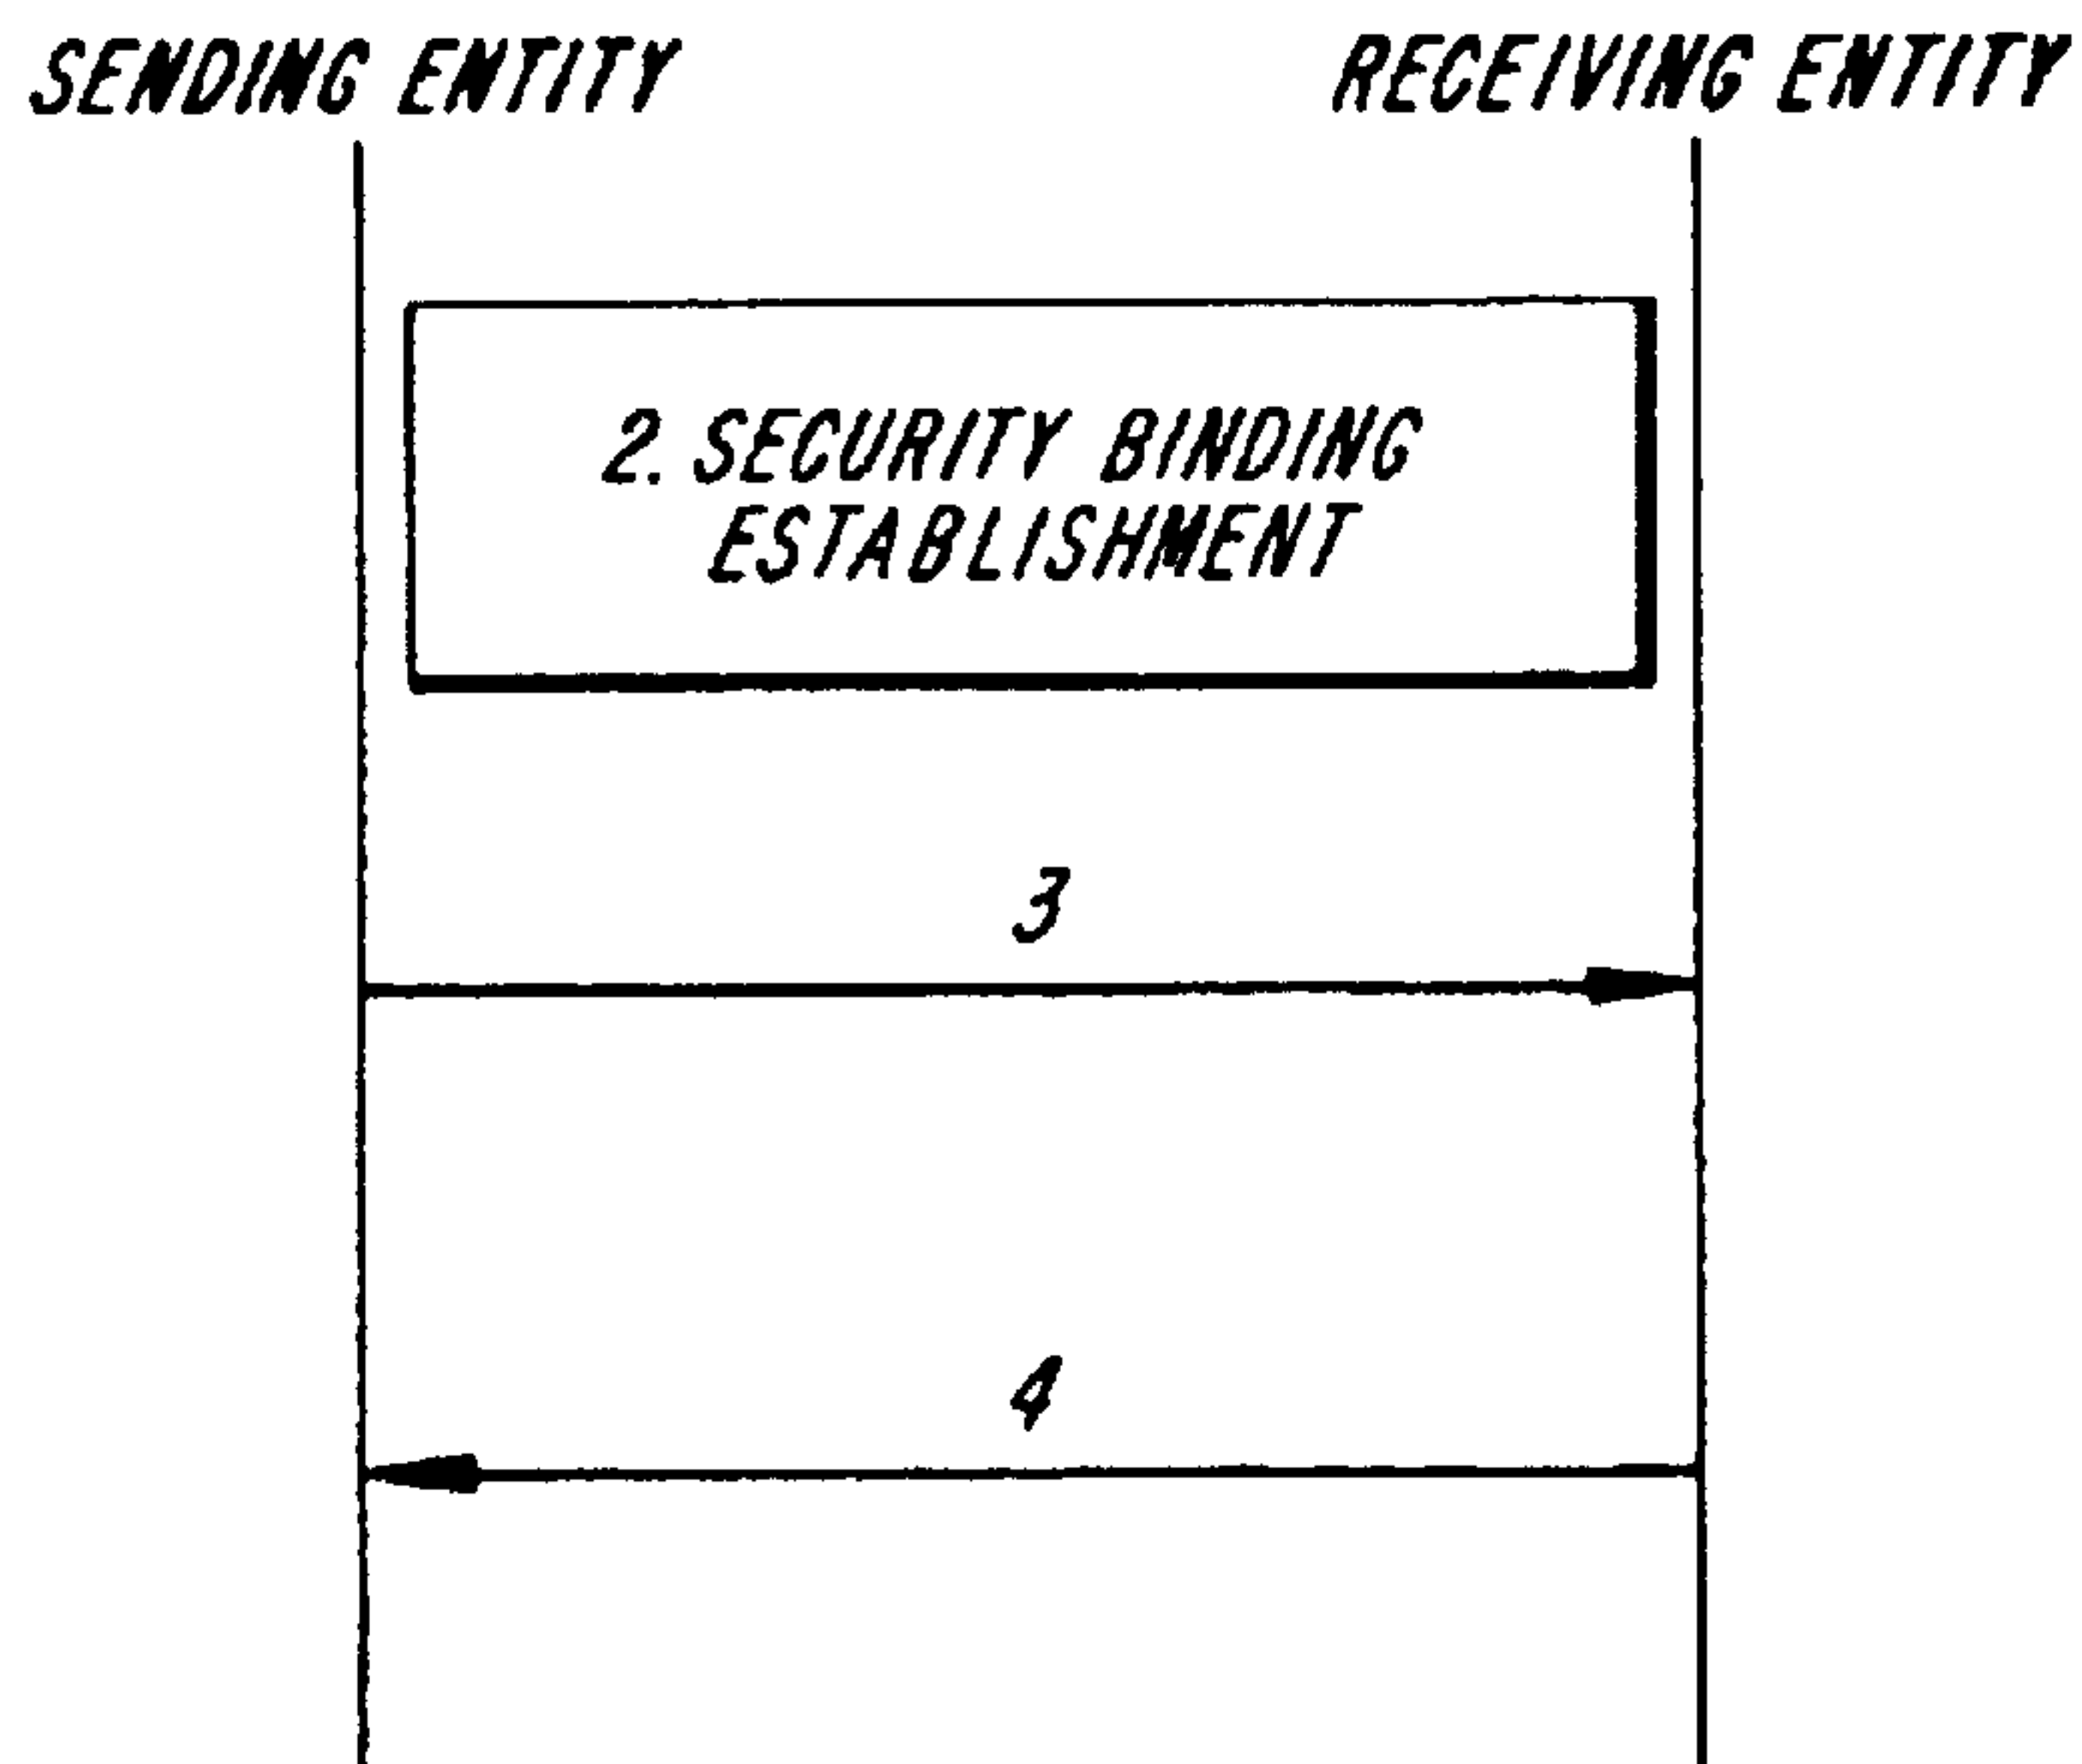 SENDING ENTITY RECEIVING ENTITY
2. SECURITY BINDING
ESTABLISHMENT
3
4